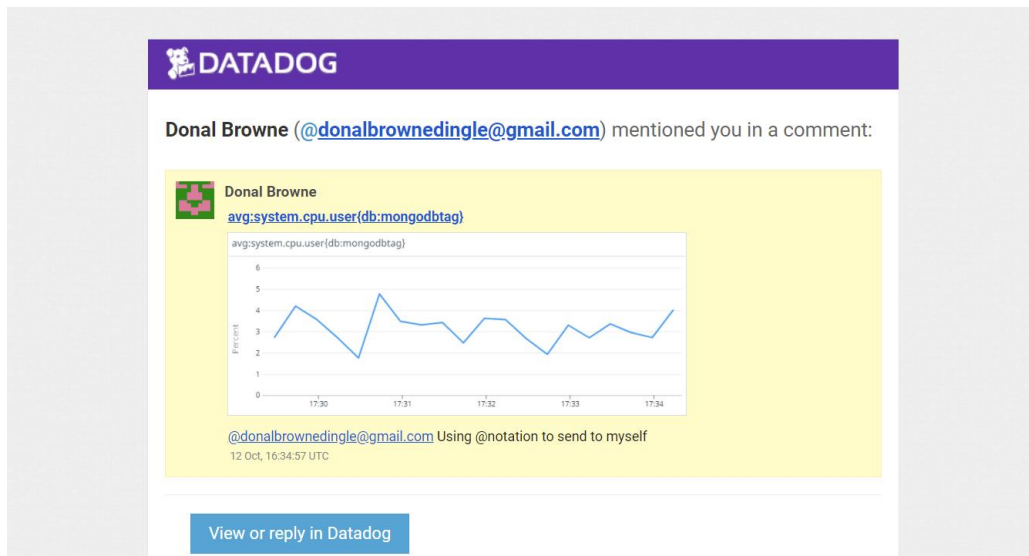 DATADOG
Donal Browne (@donalbrownedingle@gmail.com) mentioned you in a comment:
Donal Browne
avg:system.cpu.user{db:mongodbtag}
avg:system.cpu.user{db:mongodbtag}
6
5
4
3
2
1
0
Percent
17:30 17:31 17:32 17:33 17:34
@donalbrownedingle@gmail.com Using @notation to send to myself
12 Oct, 16:34:57 UTC
View or reply in Datadog